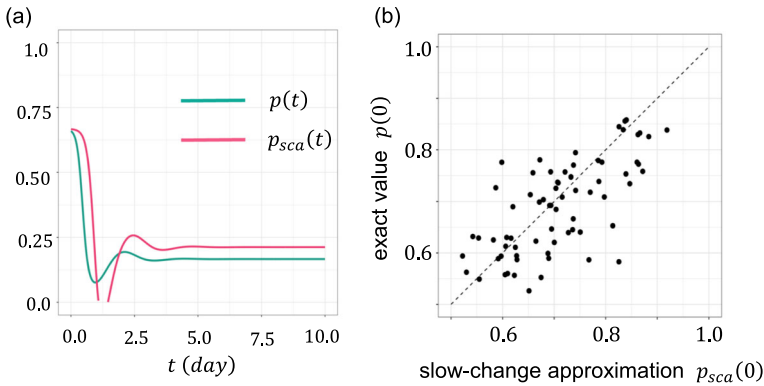 (a)
1.0
0.75
0.50
0.25
0.0
p(t)
p_sca(t)
0.0 2.5 5.0 7.5 10.0
t (day)
(b)
exact value p(0)
1.0
0.8
0.6
0.6 0.8 1.0
slow-change approximation p_sca(0)